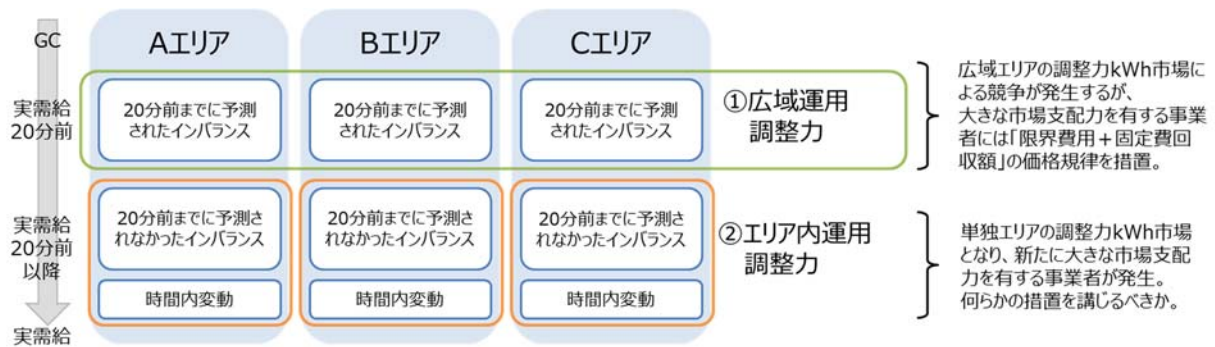 GC
Aエリア
Bエリア
Cエリア
実需給
20分前
20分前までに予測
されたインバランス
20分前までに予測
されたインバランス
20分前までに予測
されたインバランス
①広域運用
調整力
広域エリアの調整力kWh市場に
よる競争が発生するが、
大きな市場支配力を有する事業
者には「限界費用+固定費回
収額」の価格規律を措置。
実需給
20分前
以降
20分前までに予測さ
れなかったインバランス
20分前までに予測さ
れなかったインバランス
20分前までに予測さ
れなかったインバランス
時間内変動
時間内変動
時間内変動
②エリア内運用
調整力
単独エリアの調整力kWh市場
となり、新たに大きな市場支配
力を有する事業者が発生。
何らかの措置を講じるべきか。
実需給